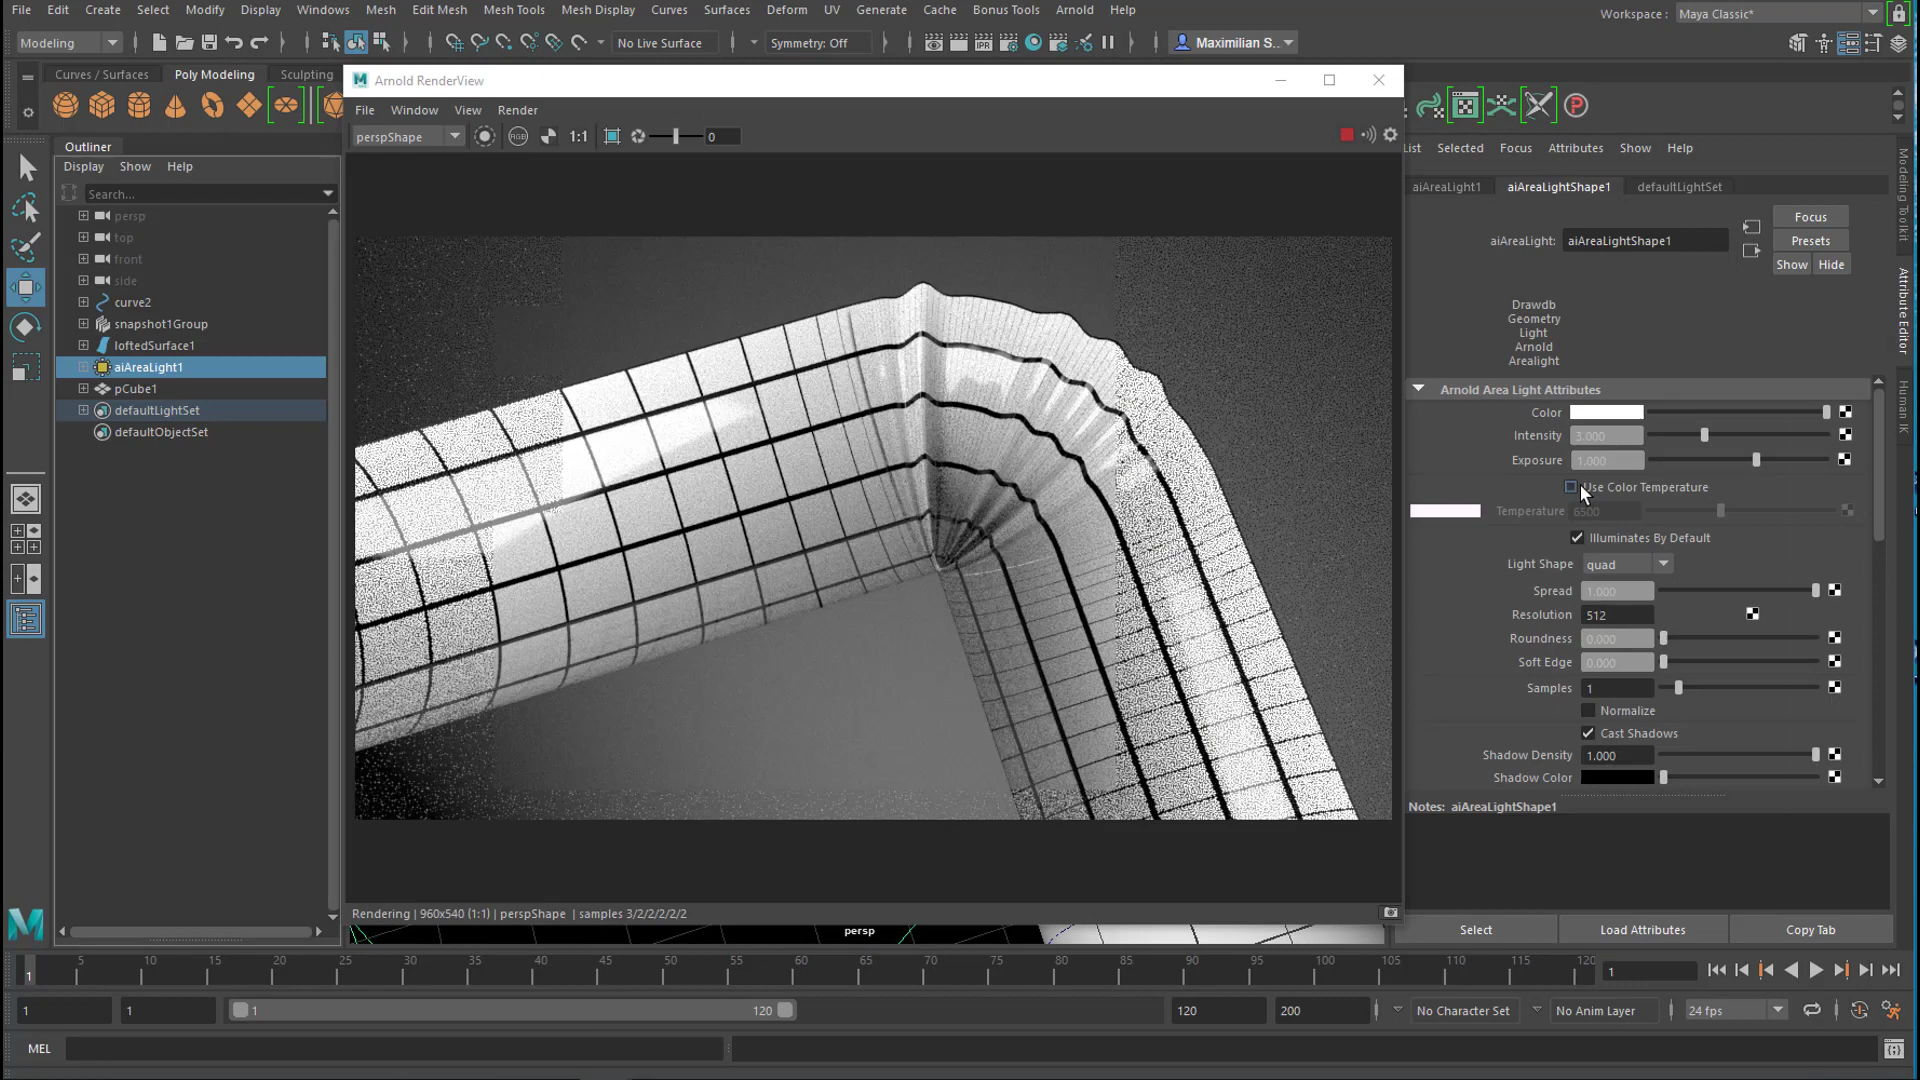 File Edit Create Select Modify Display Windows Mesh Edit Mesh Mesh Tools Mesh Display Curves Surfaces Deform UV Generate Cache Bonus Tools Arnold Help
Workspace : Maya Classic*
Modeling No Live Surface Symmetry: Off Maximilian S...
Curves / Surfaces Poly Modeling Sculpting
Arnold RenderView
File Window View Render
perspShape RGB 1:1 0
Outliner
Display Show Help
Search...
persp
top
front
side
curve2
snapshot1Group
loftedSurface1
aiAreaLight1
pCube1
defaultLightSet
defaultObjectSet
List Selected Focus Attributes Show Help
aiAreaLight1 aiAreaLightShape1 defaultLightSet
Focus
aiAreaLight: aiAreaLightShape1 Presets
Show Hide
Drawdb
Geometry
Light
Arnold
Arealight
Arnold Area Light Attributes
Color
Intensity 3.000
Exposure 1.000
Use Color Temperature
Temperature 6500
Illuminates By Default
Light Shape quad
Spread 1.000
Resolution 512
Roundness 0.000
Soft Edge 0.000
Samples 1
Normalize
Cast Shadows
Shadow Density 1.000
Shadow Color
Notes: aiAreaLightShape1
Select Load Attributes Copy Tab
Modeling Toolkit
Attribute Editor
Human IK
Rendering | 960x540 (1:1) | perspShape | samples 3/2/2/2/2/2
persp
1 5 10 15 20 25 30 35 40 45 50 55 60 65 70 75 80 85 90 95 100 105 110 115 120
1
1 1 1 120 120 200 No Character Set No Anim Layer 24 fps
MEL